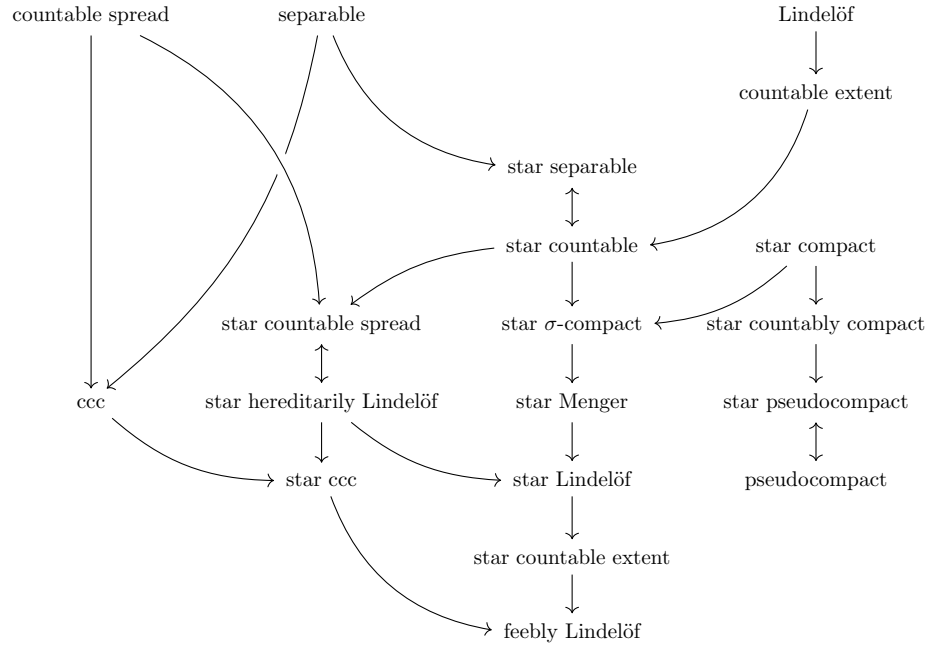 countable spread separable Lindelöf
countable extent
star separable
star countable star compact
star countable spread star σ-compact star countably compact
ccc star hereditarily Lindelöf star Menger star pseudocompact
star ccc star Lindelöf pseudocompact
star countable extent
feebly Lindelöf